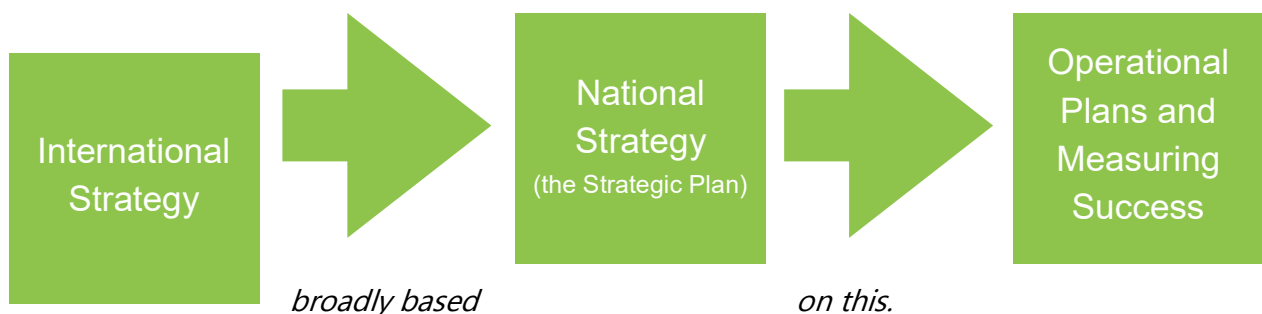 International
Strategy
National
Strategy
(the Strategic Plan)
Operational
Plans and
Measuring
Success
broadly based
on this.